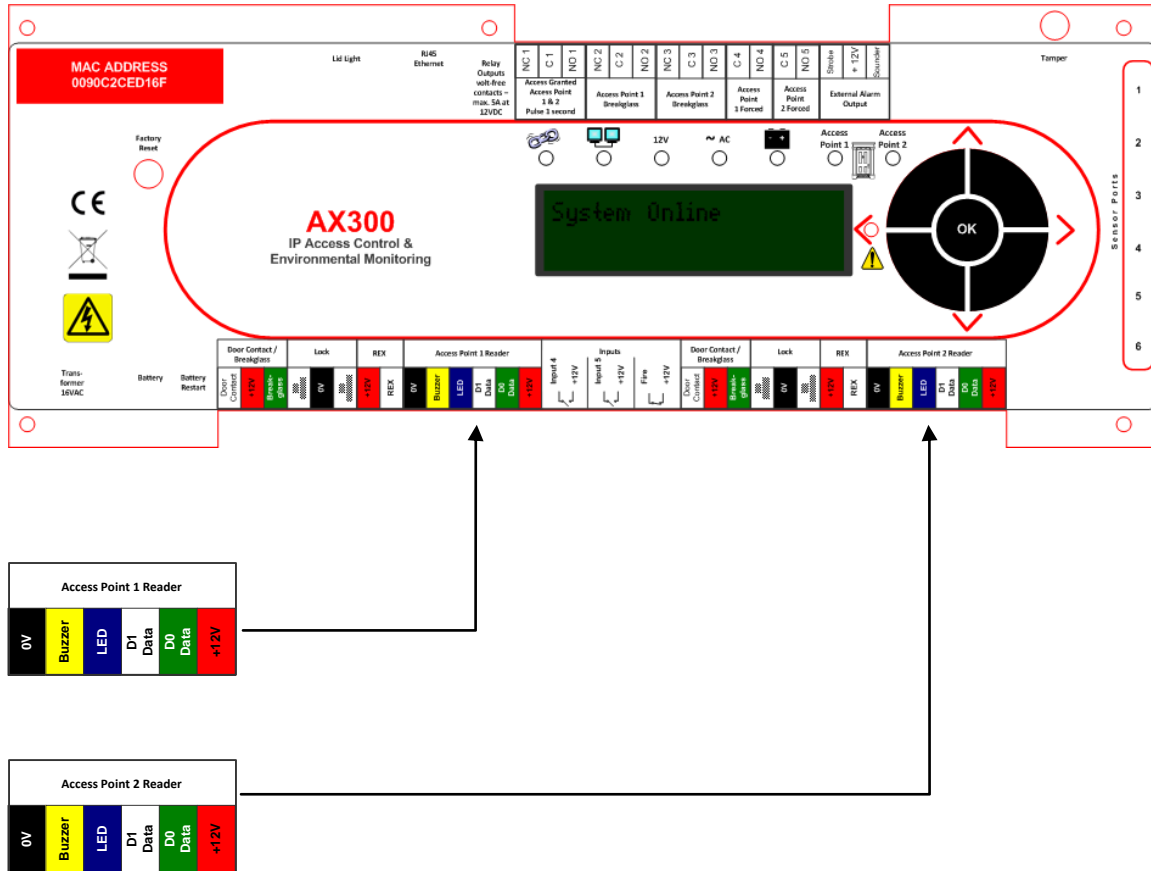 MAC ADDRESS
0090C2CED16F
Lid Light
RJ45
Ethernet
Relay
Outputs
volt-free
contacts –
max. 5A at
12VDC
NC 1
C 1
NO 1
NC 2
C 2
NO 2
NC 3
C 3
NO 3
C 4
NO 4
C 5
NO 5
Strobe
+ 12V
Sounder
Access Granted
Access Point
1 & 2
Pulse 1 second
Access Point 1
Breakglass
Access Point 2
Breakglass
Access
Point
1 Forced
Access
Point
2 Forced
External Alarm
Output
Tamper
Factory
Reset
12V
~ AC
- +
Access
Point 1
Access
Point 2
CE
AX300
IP Access Control &
Environmental Monitoring
System Online
OK
Sensor Ports
1
2
3
4
5
6
Trans-
former
16VAC
Battery
Battery
Restart
Door Contact /
Breakglass
Lock
REX
Access Point 1 Reader
Inputs
Door Contact /
Breakglass
Lock
REX
Access Point 2 Reader
Door
Contact
+12V
Break-
glass
0V
+12V
REX
0V
Buzzer
LED
D1
Data
D0
Data
+12V
Input 4
+12V
Input 5
+12V
Fire
+12V
Door
Contact
+12V
Break-
glass
0V
+12V
REX
0V
Buzzer
LED
D1
Data
D0
Data
+12V
Access Point 1 Reader
0V
Buzzer
LED
D1
Data
D0
Data
+12V
Access Point 2 Reader
0V
Buzzer
LED
D1
Data
D0
Data
+12V